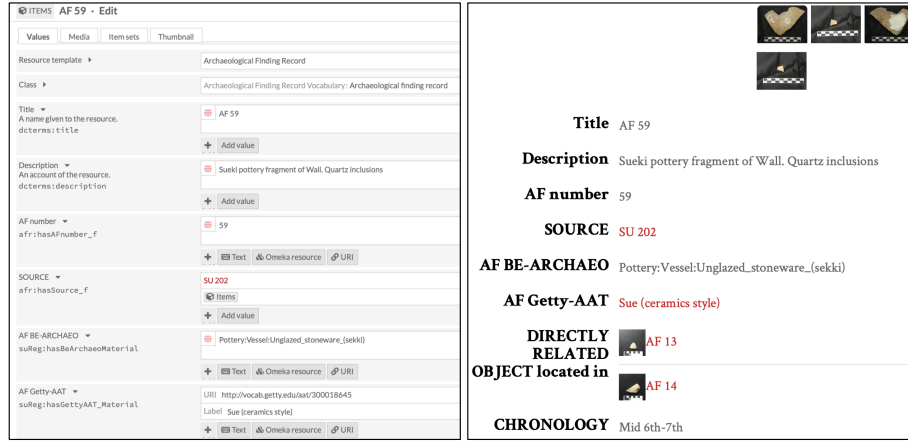 ITEMS AF 59 · Edit
Values Media Item sets Thumbnail
Resource template Archaeological Finding Record
Class Archaeological Finding Record Vocabulary: Archaeological finding record
Title
A name given to the resource.
dcterms:title
AF 59
Add value
Description
An account of the resource.
dcterms:description
Sueki pottery fragment of Wall. Quartz inclusions
Add value
AF number
afr:hasAFnumber_f
59
Text Omeka resource URI
SOURCE
afr:hasSource_f
SU 202
Items
Add value
AF BE-ARCHAEO
suReg:hasBeArchaeoMaterial
Pottery:Vessel:Unglazed_stoneware_(sekki)
Text Omeka resource URI
AF Getty-AAT
suReg:hasGettyAAT_Material
URI http://vocab.getty.edu/aat/300018645
Label Sue (ceramics style)
Text Omeka resource URI
Title AF 59
Description Sueki pottery fragment of Wall. Quartz inclusions
AF number 59
SOURCE SU 202
AF BE-ARCHAEO Pottery:Vessel:Unglazed_stoneware_(sekki)
AF Getty-AAT Sue (ceramics style)
DIRECTLY
RELATED
OBJECT located in
AF 13
AF 14
CHRONOLOGY Mid 6th-7th